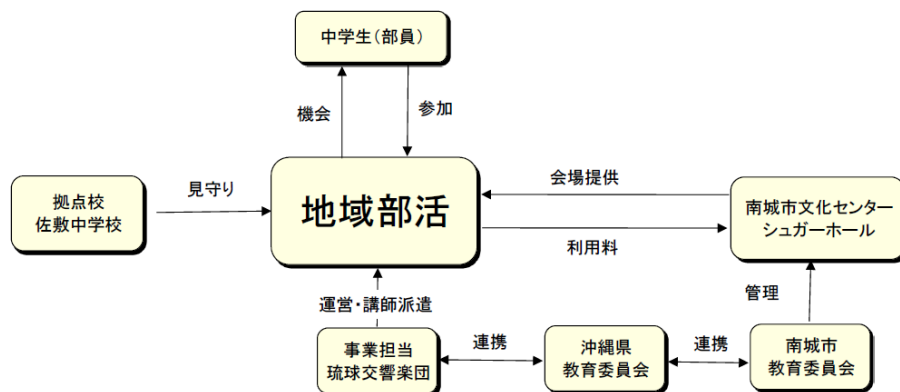 中学生（部員）
機会
参加
拠点校
佐敷中学校
見守り
地域部活
会場提供
利用料
南城市文化センター
シュガーホール
運営・講師派遣
管理
事業担当
琉球交響楽団
連携
沖縄県
教育委員会
連携
南城市
教育委員会